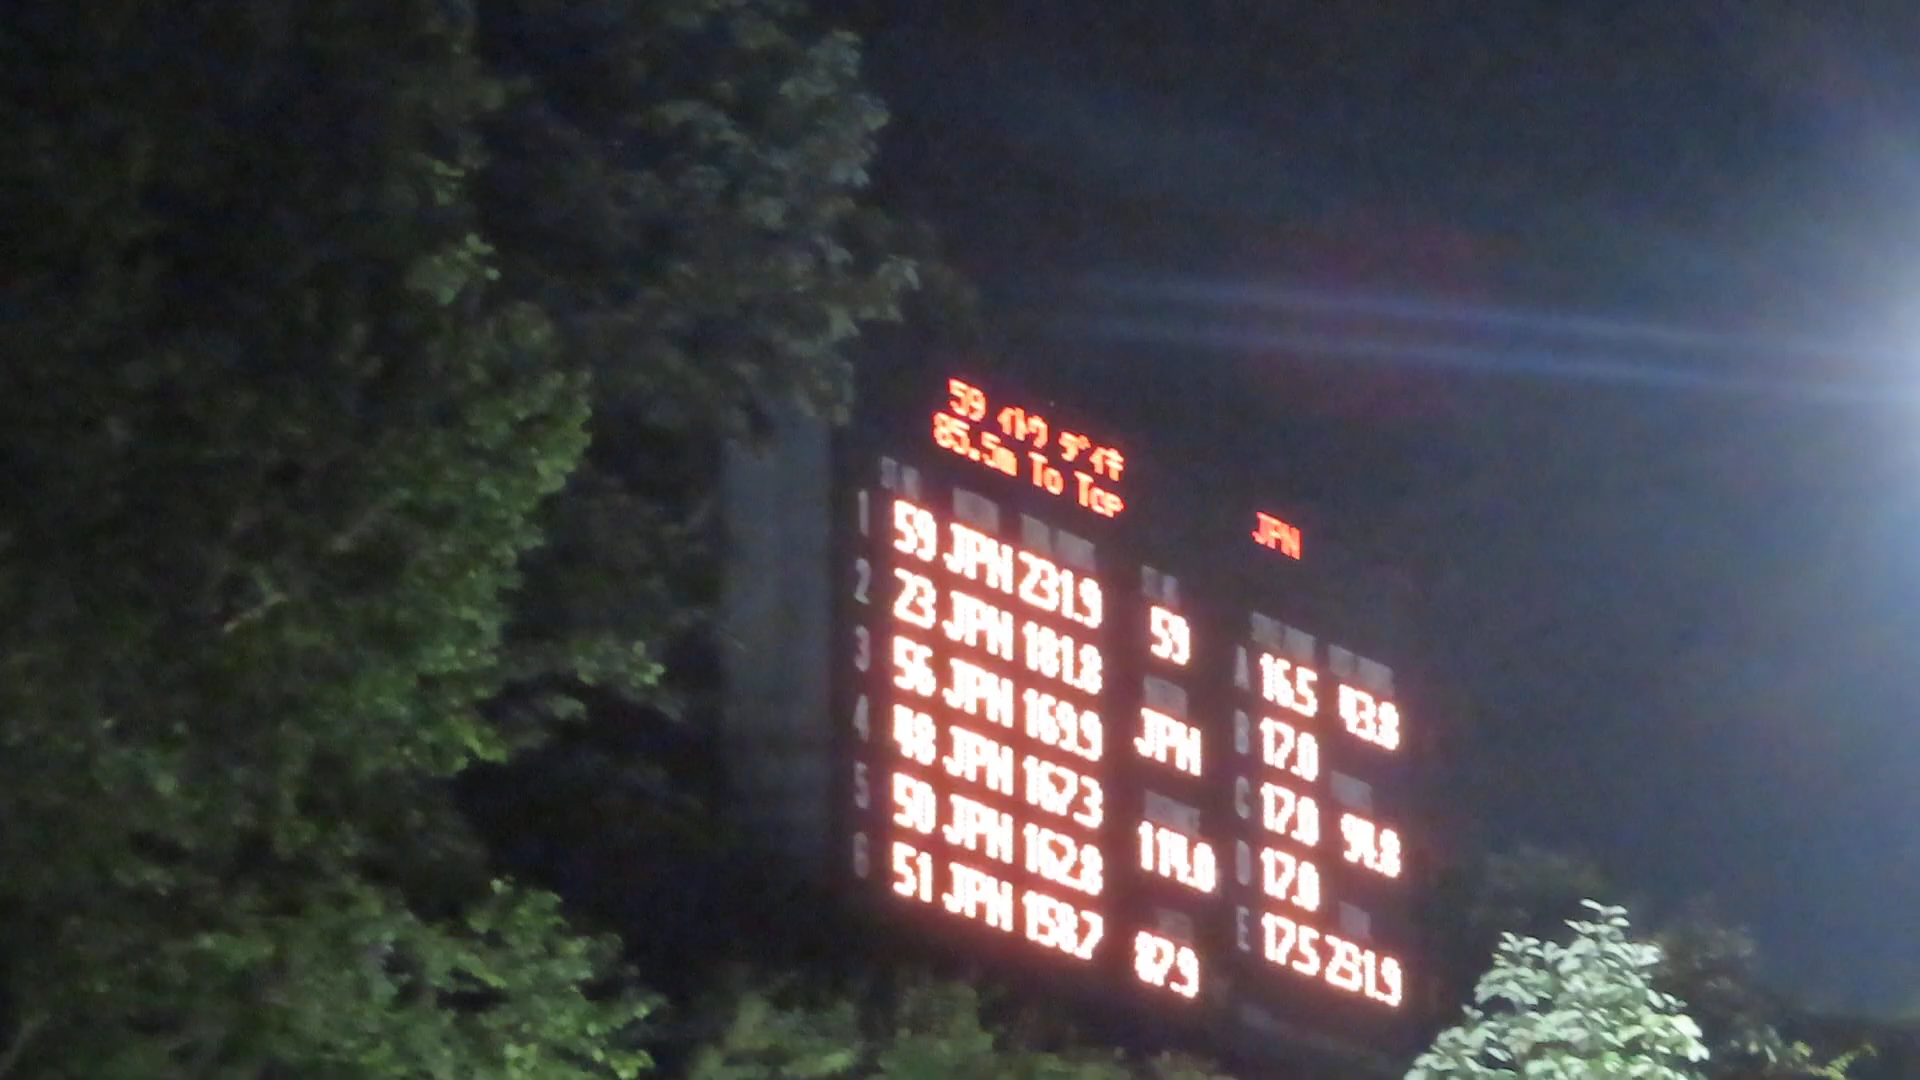 59 イトウ ダイキ
85.5m To Top
JPN
1 59 JPN 231.9
2 23 JPN 181.8
3 56 JPN 169.9
4 48 JPN 167.3
5 50 JPN 162.8
6 51 JPN 158.7
59
JPN
114.0
87.9
A 16.5 43.8
B 17.0
C 17.0 94.8
D 17.0
E 17.5 231.9